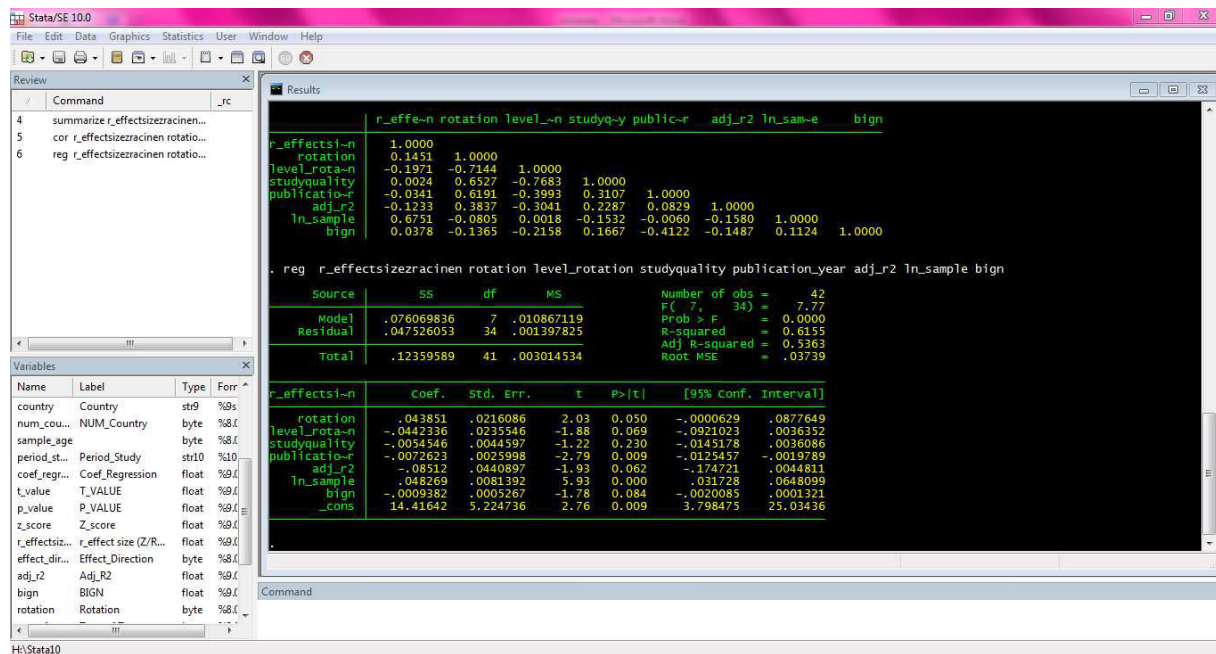 Stata/SE 10.0
File Edit Data Graphics Statistics User Window Help
Review
Command _rc
4 summarize r_effectsizezracinen...
5 cor r_effectsizezracinen rotatio...
6 reg r_effectsizezracinen rotatio...
Variables
Name Label Type Forr
country Country str9 %9s
num_cou... NUM_Country byte %8.(
sample_age byte %8.(
period_st... Period_Study str10 %10
coef_regr... Coef_Regression float %9.(
t_value T_VALUE float %9.(
p_value P_VALUE float %9.(
z_score Z_score float %9.(
r_effectsiz... r_effect size (Z/R... float %9.(
effect_dir... Effect_Direction byte %8.(
adj_r2 Adj_R2 float %9.(
bign BIGN float %9.(
rotation Rotation byte %8.(
Results
r_effe~n rotation level_~n studyq~y public~r adj_r2 ln_sam~e bign
r_effectsi~n 1.0000
rotation 0.1451 1.0000
level_rota~n -0.1971 -0.7144 1.0000
studyquality 0.0024 0.6527 -0.7683 1.0000
publicatio~r -0.0341 0.6191 -0.3993 0.3107 1.0000
adj_r2 -0.1233 0.3837 -0.3041 0.2287 0.0829 1.0000
ln_sample 0.6751 -0.0805 0.0018 -0.1532 -0.0060 -0.1580 1.0000
bign 0.0378 -0.1365 -0.2158 0.1667 -0.4122 -0.1487 0.1124 1.0000
. reg r_effectsizezracinen rotation level_rotation studyquality publication_year adj_r2 ln_sample bign
Source SS df MS Number of obs = 42
F( 7, 34) = 7.77
Model .076069836 7 .010867119 Prob > F = 0.0000
Residual .047526053 34 .001397825 R-squared = 0.6155
Adj R-squared = 0.5363
Total .12359589 41 .003014534 Root MSE = .03739
r_effectsi~n Coef. Std. Err. t P>|t| [95% Conf. Interval]
rotation .043851 .0216086 2.03 0.050 -.0000629 .0877649
level_rota~n -.0442336 .0235546 -1.88 0.069 -.0921023 .0036352
studyquality -.0054546 .0044597 -1.22 0.230 -.0145178 .0036086
publicatio~r -.0072623 .0025998 -2.79 0.009 -.0125457 -.0019789
adj_r2 -.08512 .0440897 -1.93 0.062 -.174721 .0044811
ln_sample .048269 .0081392 5.93 0.000 .031728 .0648099
bign -.0009382 .0005267 -1.78 0.084 -.0020085 .0001321
_cons 14.41642 5.224736 2.76 0.009 3.798475 25.03436
.
Command
H:\Stata10